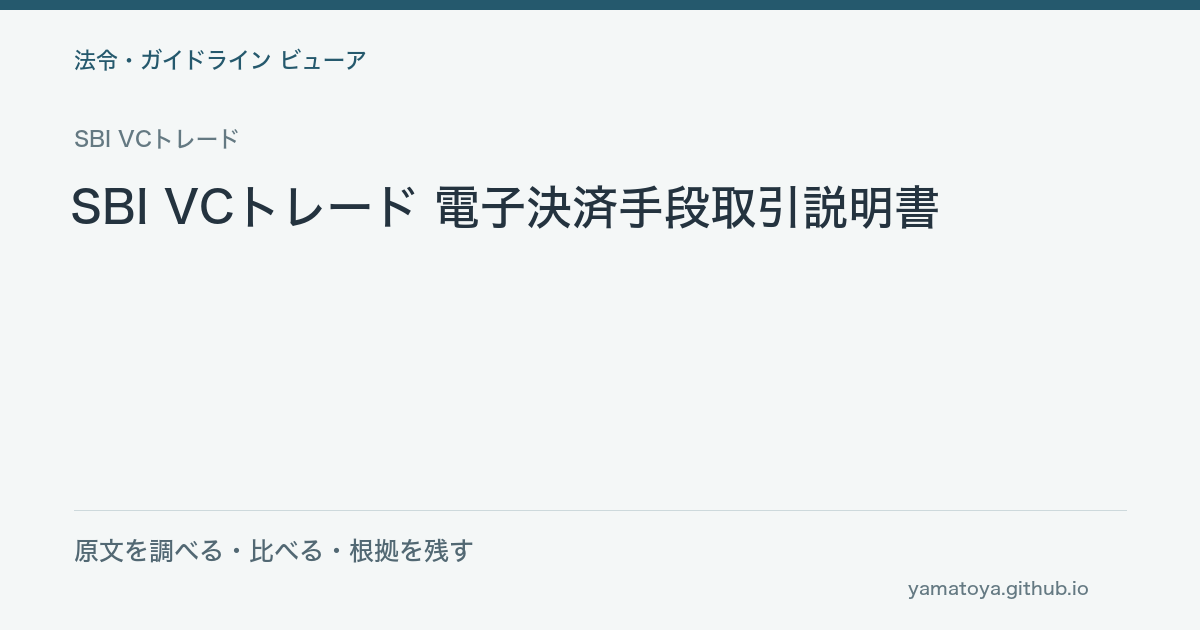 法令・ガイドライン ビューア
SBI VCトレード
SBI VCトレード 電子決済手段取引説明書
原文を調べる・比べる・根拠を残す
yamatoya.github.io